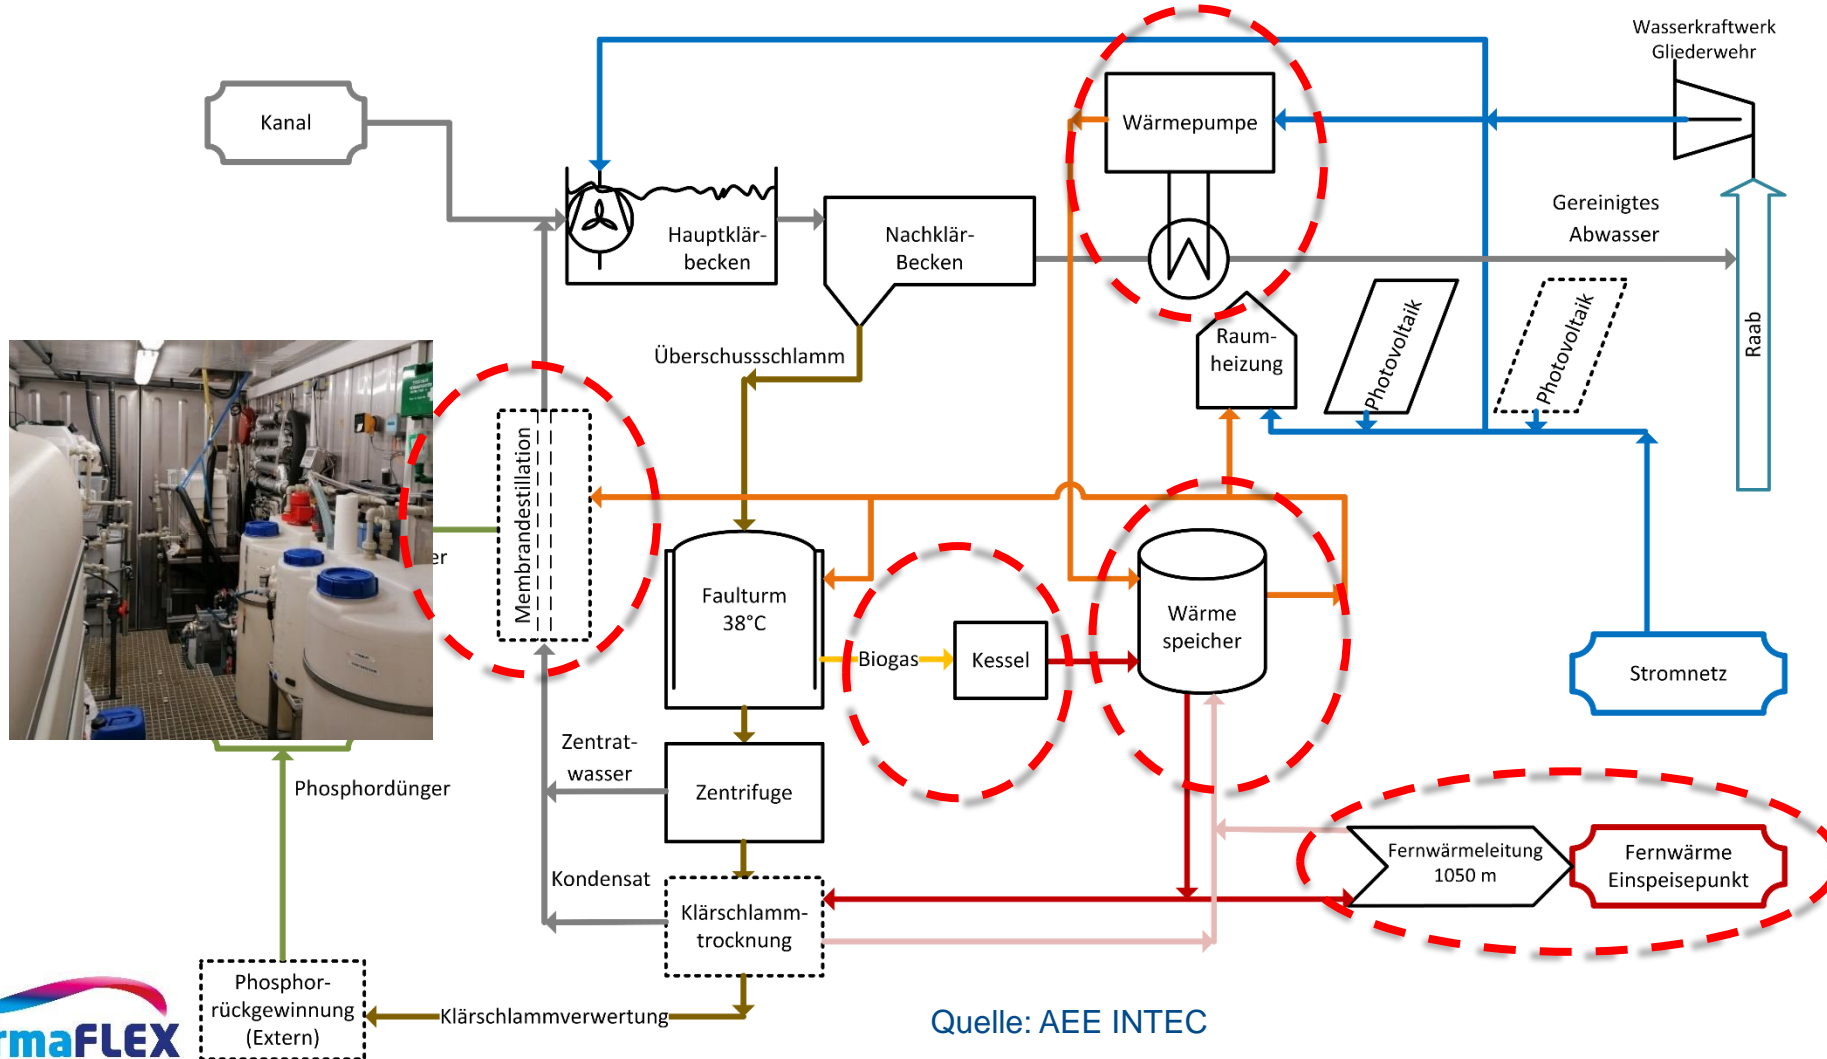 Wasserkraftwerk
Gliederwehr
Kanal
Wärmepumpe
Gereinigtes
Abwasser
Hauptklär-
becken
Nachklär-
Becken
Photovoltaik
Photovoltaik
Raab
Raum-
heizung
Überschussschlamm
Membrandestillation
er
Faulturm
38°C
Biogas
Kessel
Wärme
speicher
Stromnetz
Zentrat-
wasser
Zentrifuge
Phosphordünger
Fernwärmeleitung
1050 m
Fernwärme
Einspeisepunkt
Kondensat
Klärschlamm-
trocknung
Phosphor-
rückgewinnung
(Extern)
Klärschlammverwertung
Quelle: AEE INTEC
rmaFLEX